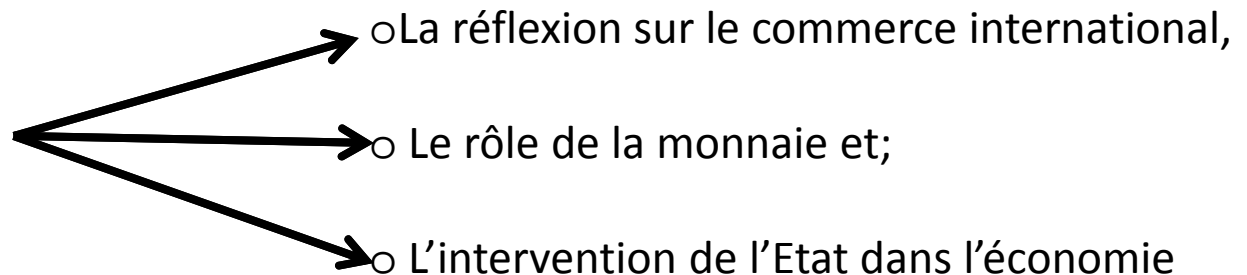 oLa réflexion sur le commerce international,
o Le rôle de la monnaie et;
o L’intervention de l’Etat dans l’économie